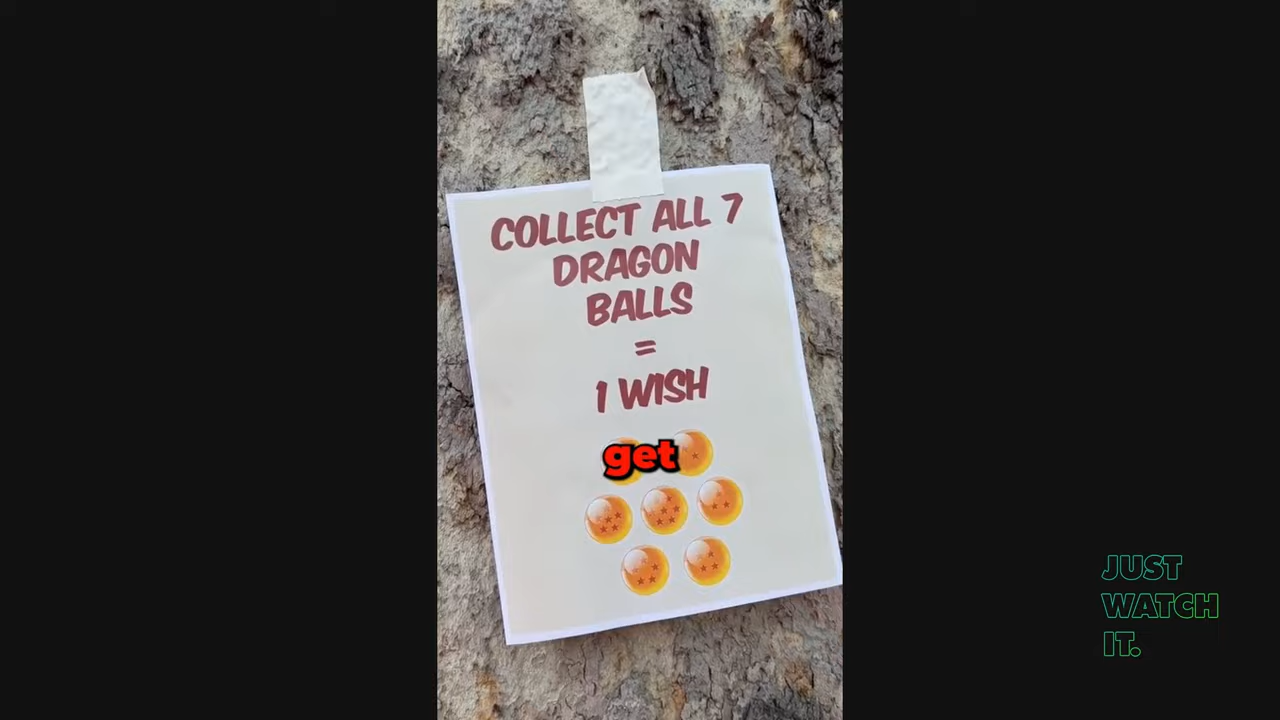 COLLECT ALL 7
DRAGON
BALLS
=
1 WISH
get
JUST
WATCH
IT.